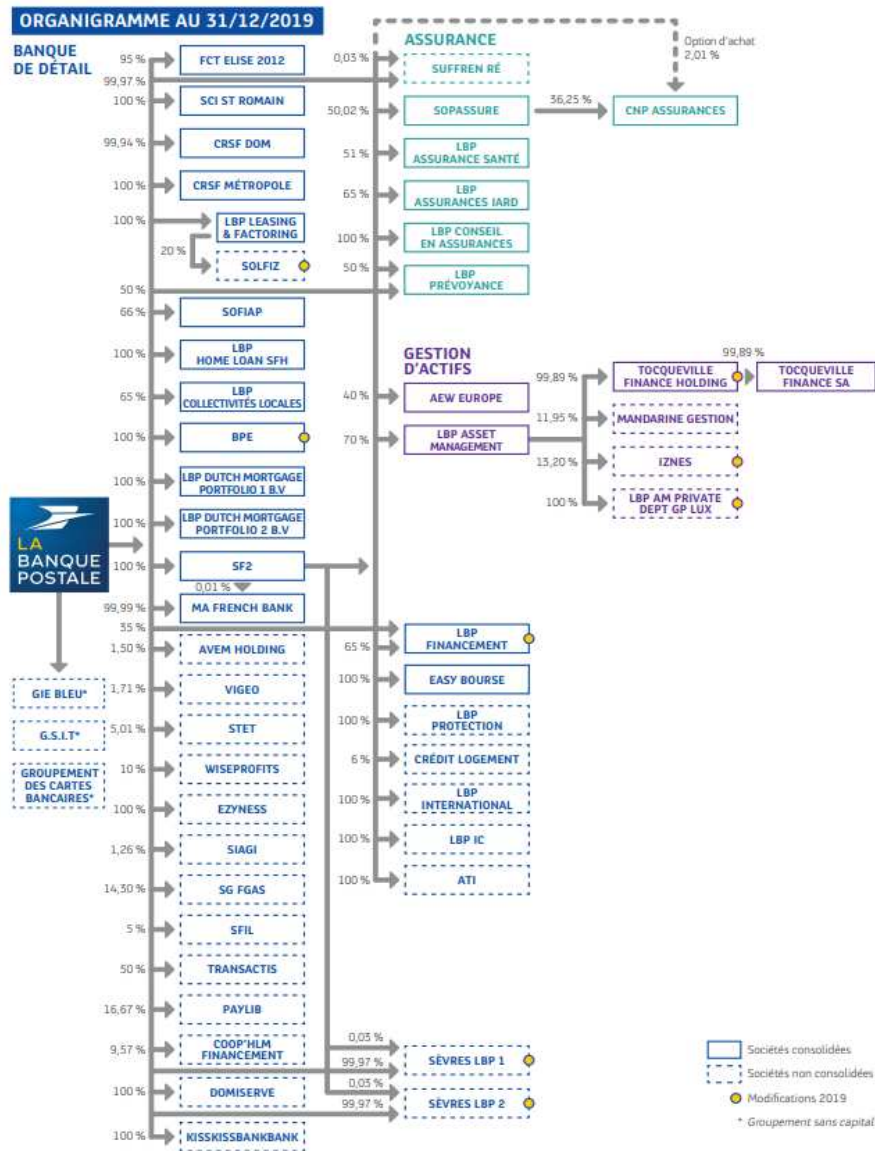 ORGANIGRAMME AU 31/12/2019
BANQUE
DE DÉTAIL
95 %
FCT ELISE 2012
99,97 %
100 %
SCI ST ROMAIN
99,94 %
CRSF DOM
100 %
CRSF MÉTROPOLE
100 %
LBP LEASING
& FACTORING
20 %
SOLFIZ
50 %
66 %
SOFIAP
100 %
LBP
HOME LOAN SFH
65 %
LBP
COLLECTIVITÉS LOCALES
100 %
BPE
100 %
LBP DUTCH MORTGAGE
PORTFOLIO 1 B.V
100 %
LBP DUTCH MORTGAGE
PORTFOLIO 2 B.V
LA
BANQUE
POSTALE
100 %
SF2
0,01 %
99,99 %
MA FRENCH BANK
35 %
1,50 %
AVEM HOLDING
1,71 %
VIGEO
5,01 %
STET
10 %
WISEPROFITS
100 %
EZYNESS
1,26 %
SIAGI
14,30 %
SG FGAS
5 %
SFIL
50 %
TRANSACTIS
16,67 %
PAYLIB
9,57 %
COOP'HLM
FINANCEMENT
100 %
DOMISERVE
100 %
KISSKISSBANKBANK
GIE BLEU*
G.S.I.T*
GROUPEMENT
DES CARTES
BANCAIRES*
ASSURANCE
Option d'achat
2,01 %
0,03 %
SUFFREN RÉ
50,02 %
SOPASSURE
36,25 %
CNP ASSURANCES
51 %
LBP
ASSURANCE SANTÉ
65 %
LBP
ASSURANCES IARD
100 %
LBP CONSEIL
EN ASSURANCES
50 %
LBP
PRÉVOYANCE
GESTION
D'ACTIFS
40 %
AEW EUROPE
70 %
LBP ASSET
MANAGEMENT
99,89 %
TOCQUEVILLE
FINANCE HOLDING
99,89 %
TOCQUEVILLE
FINANCE SA
11,95 %
MANDARINE GESTION
13,20 %
IZNES
100 %
LBP AM PRIVATE
DEPT GP LUX
LBP
FINANCEMENT
65 %
100 %
EASY BOURSE
100 %
LBP
PROTECTION
6 %
CRÉDIT LOGEMENT
100 %
LBP
INTERNATIONAL
100 %
LBP IC
100 %
ATI
0,03 %
99,97 %
SÈVRES LBP 1
0,03 %
99,97 %
SÈVRES LBP 2
Sociétés consolidées
Sociétés non consolidées
Modifications 2019
* Groupement sans capital